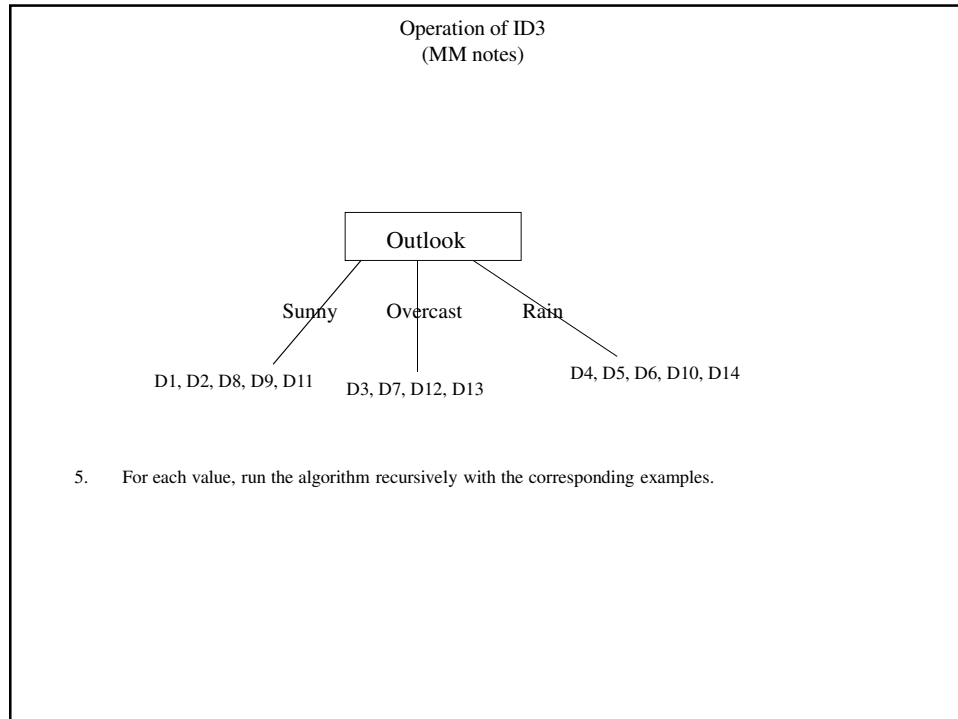 Operation of ID3
(MM notes)
Outlook
Sunny Overcast Rain
D1, D2, D8, D9, D11 D3, D7, D12, D13 D4, D5, D6, D10, D14
5. For each value, run the algorithm recursively with the corresponding examples.